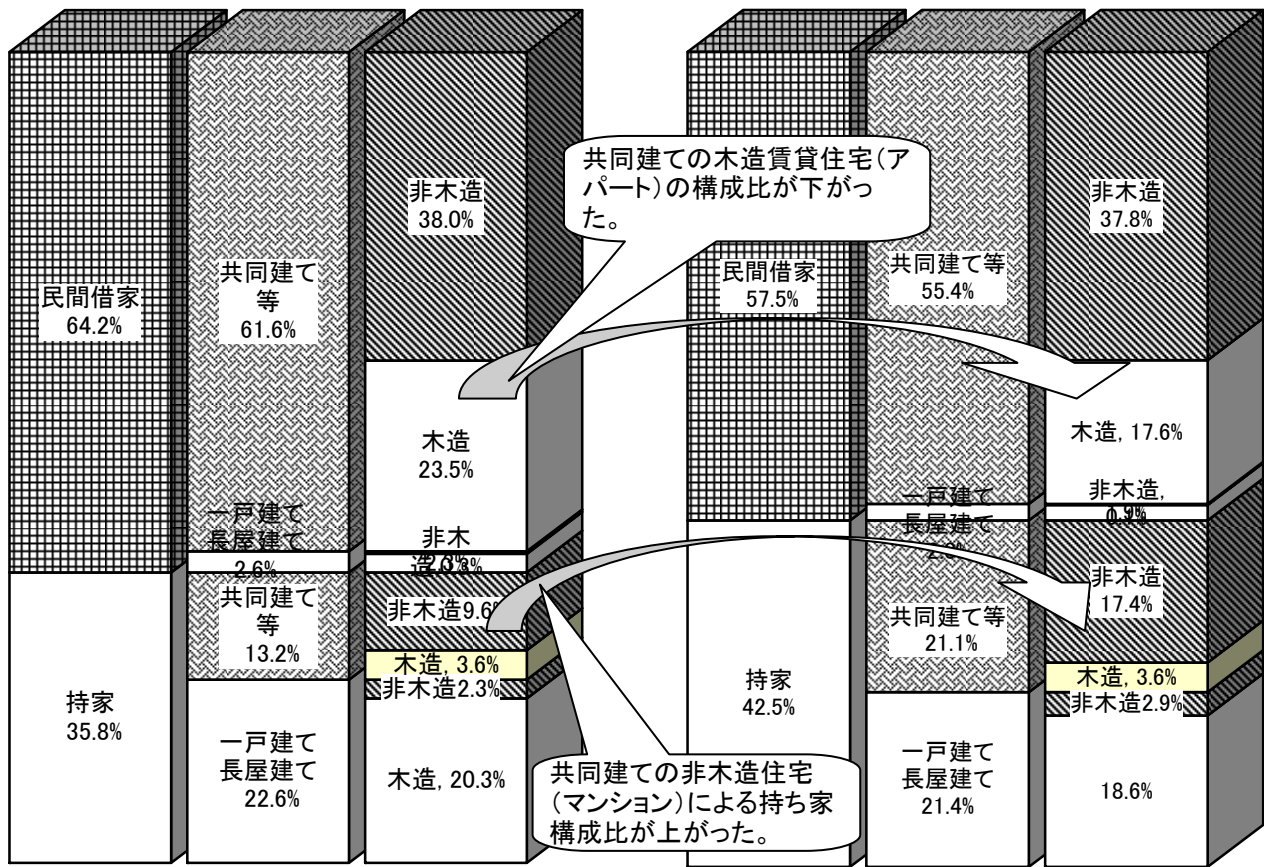 民間借家
64.2%
持家
35.8%
共同建て
等
61.6%
一戸建て
長屋建て
2.6%
共同建て
等
13.2%
一戸建て
長屋建て
22.6%
非木造
38.0%
木造
23.5%
非木
非木造9.6%
木造, 3.6%
非木造2.3%
木造, 20.3%
共同建ての木造賃貸住宅(ア
パート)の構成比が下がっ
た。
共同建ての非木造住宅
(マンション)による持ち家
構成比が上がった。
民間借家
57.5%
持家
42.5%
共同建て等
55.4%
一戸建て
長屋建て
共同建て等
21.1%
一戸建て
長屋建て
21.4%
非木造
37.8%
木造, 17.6%
非木造,
非木造
17.4%
木造, 3.6%
非木造2.9%
18.6%